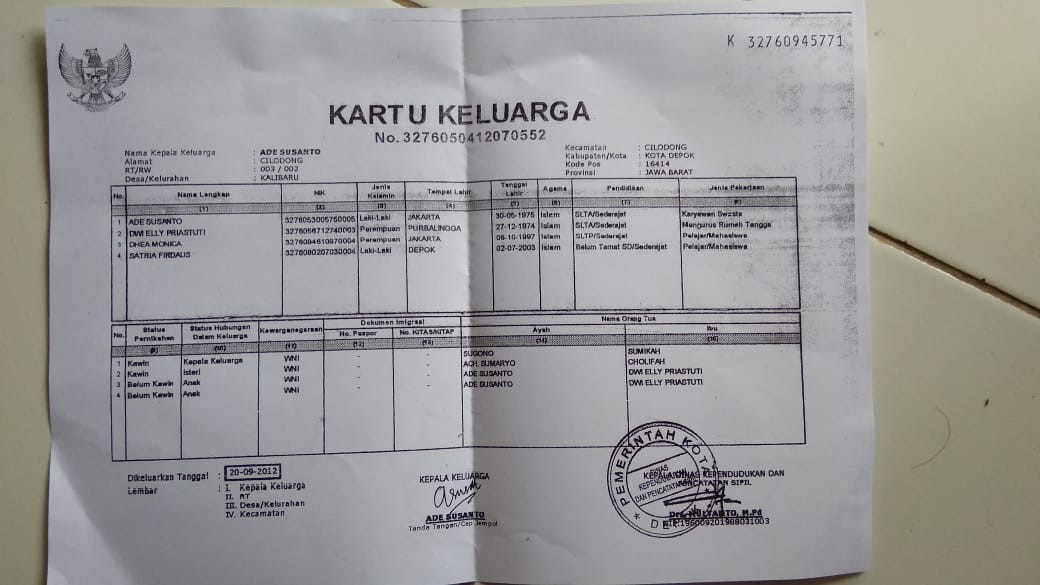 K 32760945771
KARTU KELUARGA
No. 3276050412070552
Nama Kepala Keluarga : ADE SUSANTO
Alamat : CILODONG
RT/RW : 003 / 002
Desa/Kelurahan : KALIBARU
Kecamatan : CILODONG
Kabupaten/Kota : KOTA DEPOK
Kode Pos : 16414
Provinsi : JAWA BARAT
No. Nama Lengkap NIK Jenis Kelamin Tempat Lahir Tanggal Lahir Agama Pendidikan Jenis Pekerjaan
(1) (2) (3) (4) (5) (6) (7) (8)
1 ADE SUSANTO 3276053005750005 Laki-Laki JAKARTA 30-05-1975 Islam SLTA/Sederajat Karyawan Swasta
2 DWI ELLY PRIASTUTI 3276056712740003 Perempuan PURBALINGGA 27-12-1974 Islam SLTA/Sederajat Mengurus Rumah Tangga
3 DHEA MONICA 3276084610970004 Perempuan JAKARTA 06-10-1997 Islam SLTP/Sederajat Pelajar/Mahasiswa
4 SATRIA FIRDAUS 3276080207030004 Laki-Laki DEPOK 02-07-2003 Islam Belum Tamat SD/Sederajat Pelajar/Mahasiswa
No. Status Pernikahan Status Hubungan Dalam Keluarga Kewarganegaraan Dokumen Imigrasi Nama Orang Tua
No. Paspor No. KITAS/KITAP Ayah Ibu
(9) (10) (11) (12) (13) (14) (15)
1 Kawin Kepala Keluarga WNI - - SUGONO SUMIKAH
2 Kawin Isteri WNI - - ACH. SUMARYO CHOLIFAH
3 Belum Kawin Anak WNI - - ADE SUSANTO DWI ELLY PRIASTUTI
4 Belum Kawin Anak WNI - - ADE SUSANTO DWI ELLY PRIASTUTI
Dikeluarkan Tanggal : 20-09-2012
Lembar : I. Kepala Keluarga
II. RT
III. Desa/Kelurahan
IV. Kecamatan
KEPALA KELUARGA
ADE SUSANTO
Tanda Tangan/Cap Jempol
KEPALA DINAS KEPENDUDUKAN DAN
PENCATATAN SIPIL
Drs. MULYANTO, M.Pd
NIP.196009201988031003
PEMERINTAH KOTA
DINAS
KEPENDUDUKAN
DAN PENCATATAN